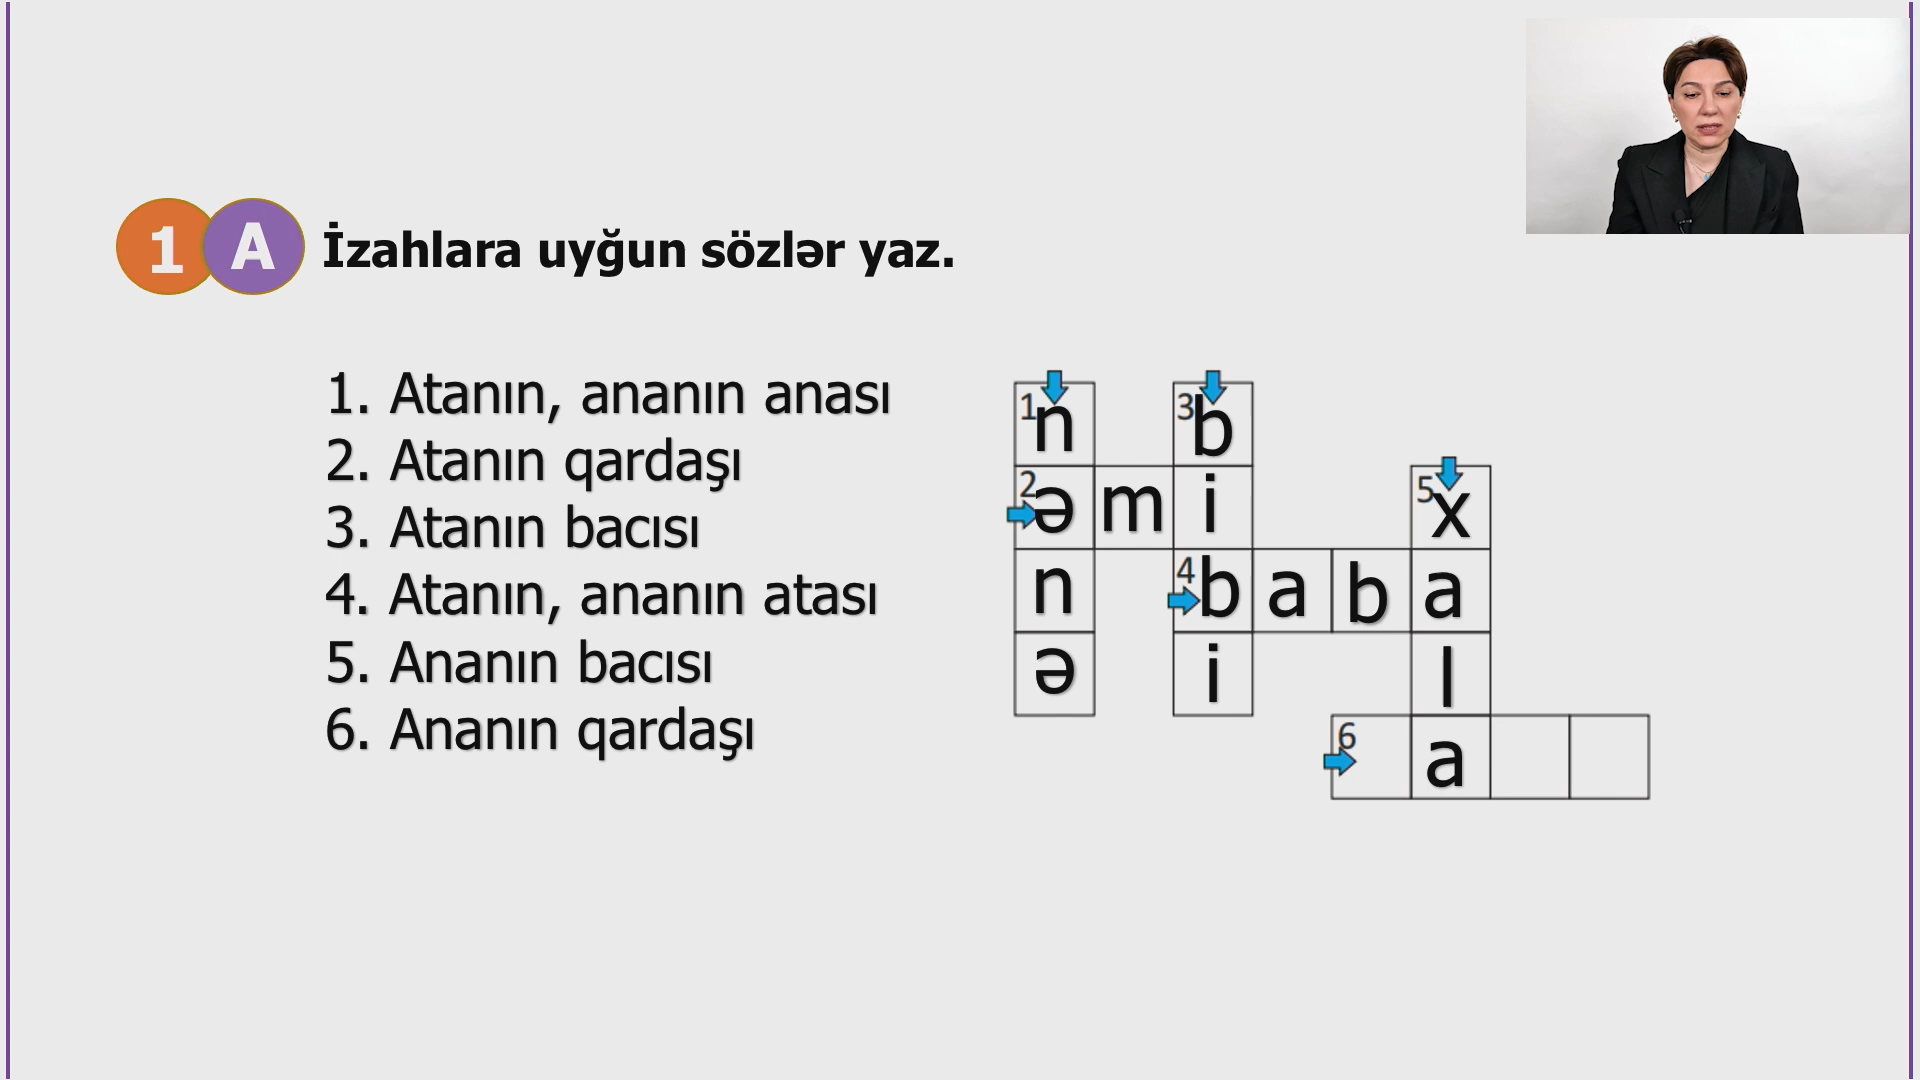 1 A İzahlara uyğun sözlər yaz.
1. Atanın, ananın anası
2. Atanın qardaşı
3. Atanın bacısı
4. Atanın, ananın atası
5. Ananın bacısı
6. Ananın qardaşı
1 n 3 b
2 ə m i 5 x
n 4 b a b a
ə i l
6 a